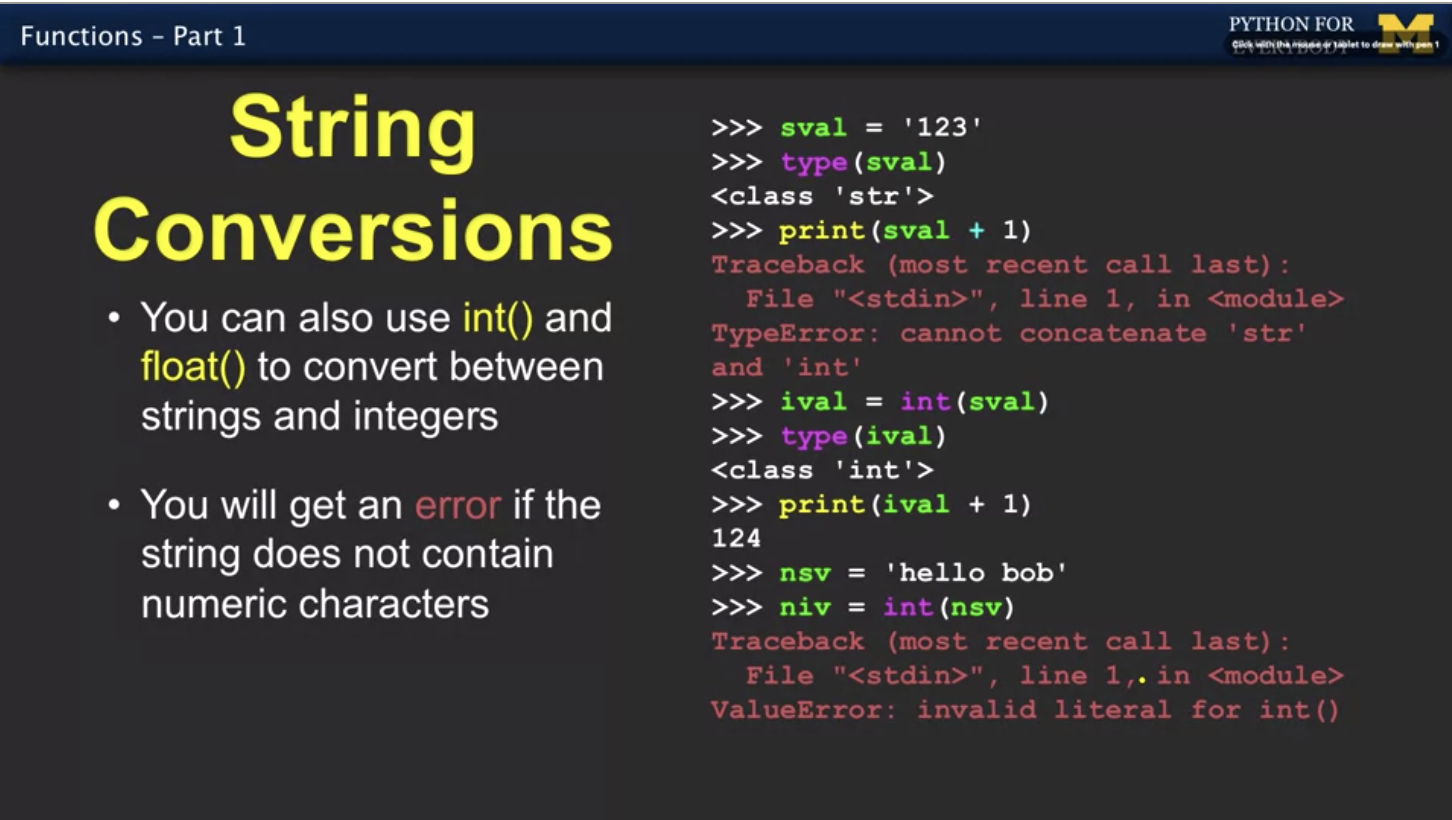 Functions – Part 1
PYTHON FOR
EVERYBODY
Click with the mouse or tablet to draw with pen 1
String
Conversions
• You can also use int() and
float() to convert between
strings and integers
• You will get an error if the
string does not contain
numeric characters
>>> sval = '123'
>>> type(sval)
<class 'str'>
>>> print(sval + 1)
Traceback (most recent call last):
  File "<stdin>", line 1, in <module>
TypeError: cannot concatenate 'str'
and 'int'
>>> ival = int(sval)
>>> type(ival)
<class 'int'>
>>> print(ival + 1)
124
>>> nsv = 'hello bob'
>>> niv = int(nsv)
Traceback (most recent call last):
  File "<stdin>", line 1, in <module>
ValueError: invalid literal for int()